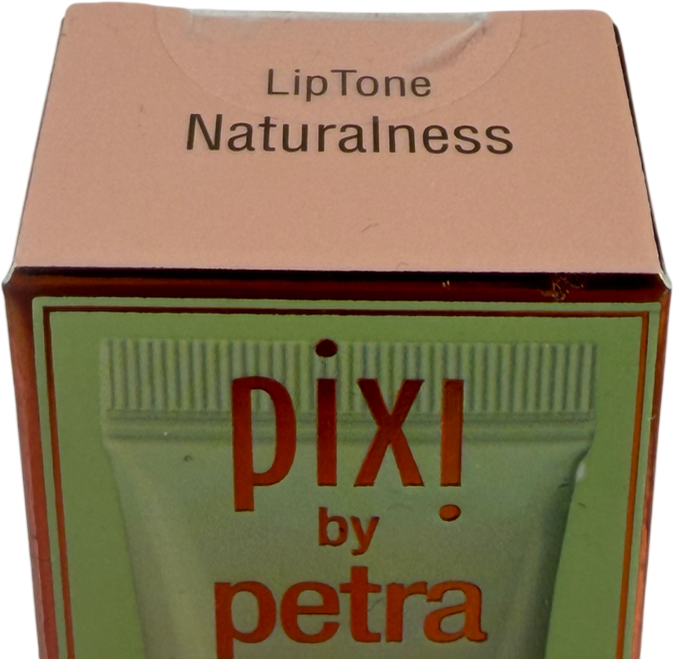 LipTone
Naturalness
pixi
by
petra